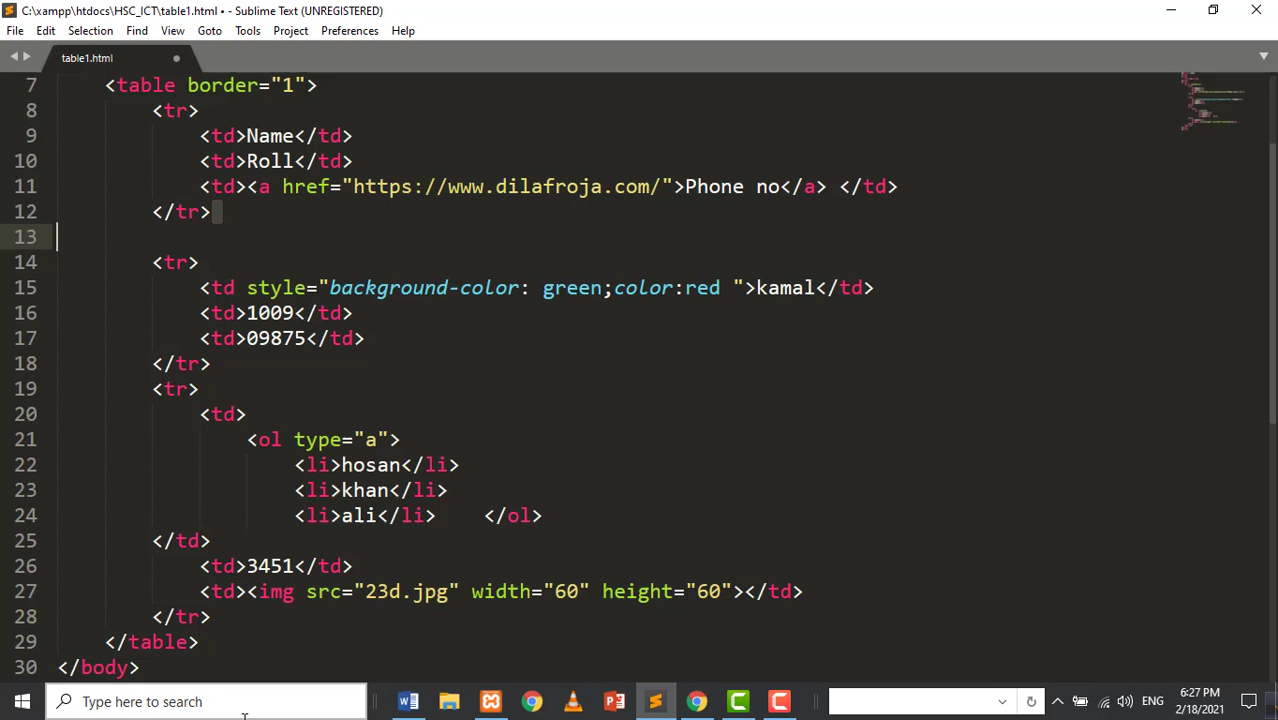 C:\xampp\htdocs\HSC_ICT\table1.html • - Sublime Text (UNREGISTERED)
File Edit Selection Find View Goto Tools Project Preferences Help
table1.html
7 <table border="1">
8 <tr>
9 <td>Name</td>
10 <td>Roll</td>
11 <td><a href="https://www.dilafroja.com/">Phone no</a> </td>
12 </tr>
13
14 <tr>
15 <td style="background-color: green;color:red ">kamal</td>
16 <td>1009</td>
17 <td>09875</td>
18 </tr>
19 <tr>
20 <td>
21 <ol type="a">
22 <li>hosan</li>
23 <li>khan</li>
24 <li>ali</li> </ol>
25 </td>
26 <td>3451</td>
27 <td><img src="23d.jpg" width="60" height="60"></td>
28 </tr>
29 </table>
30 </body>
Type here to search
ENG
6:27 PM
2/18/2021